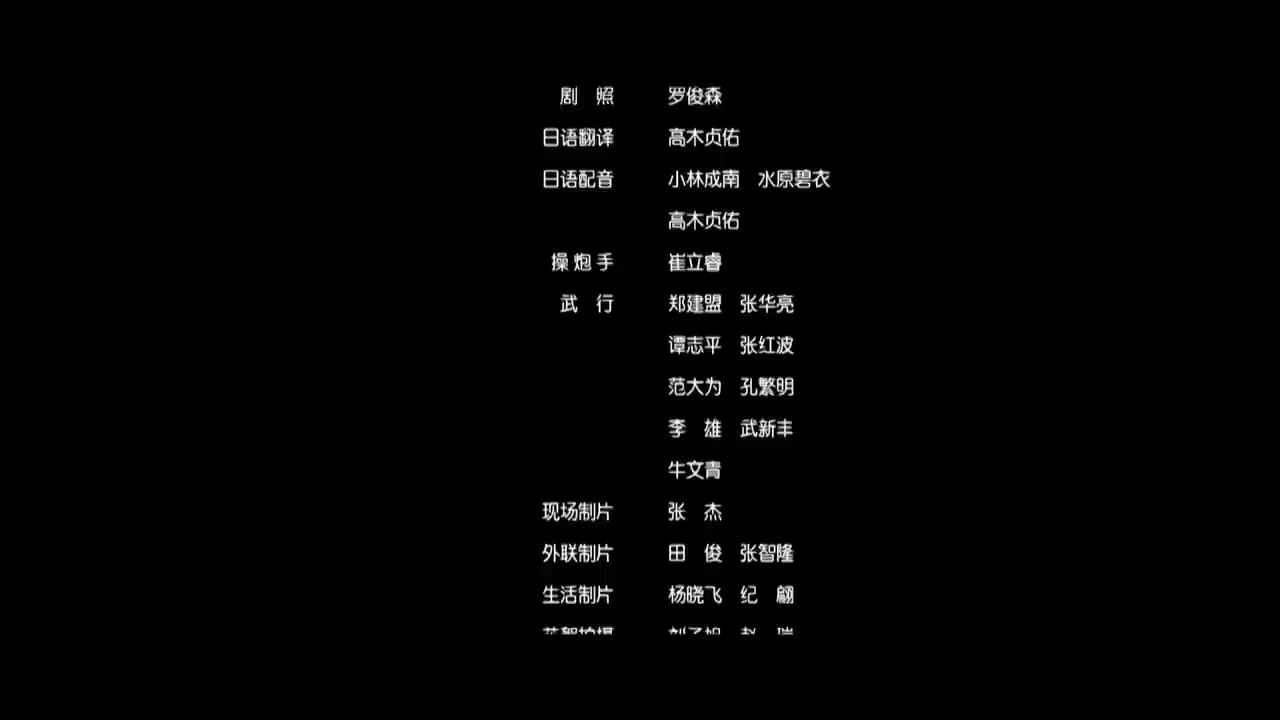 剧 照 罗俊森
日语翻译 高木贞佑
日语配音 小林成南 水原碧衣
高木贞佑
操炮手 崔立睿
武 行 郑建盟 张华亮
谭志平 张红波
范大为 孔繁明
李 雄 武新丰
牛文青
现场制片 张 杰
外联制片 田 俊 张智隆
生活制片 杨晓飞 纪 翩